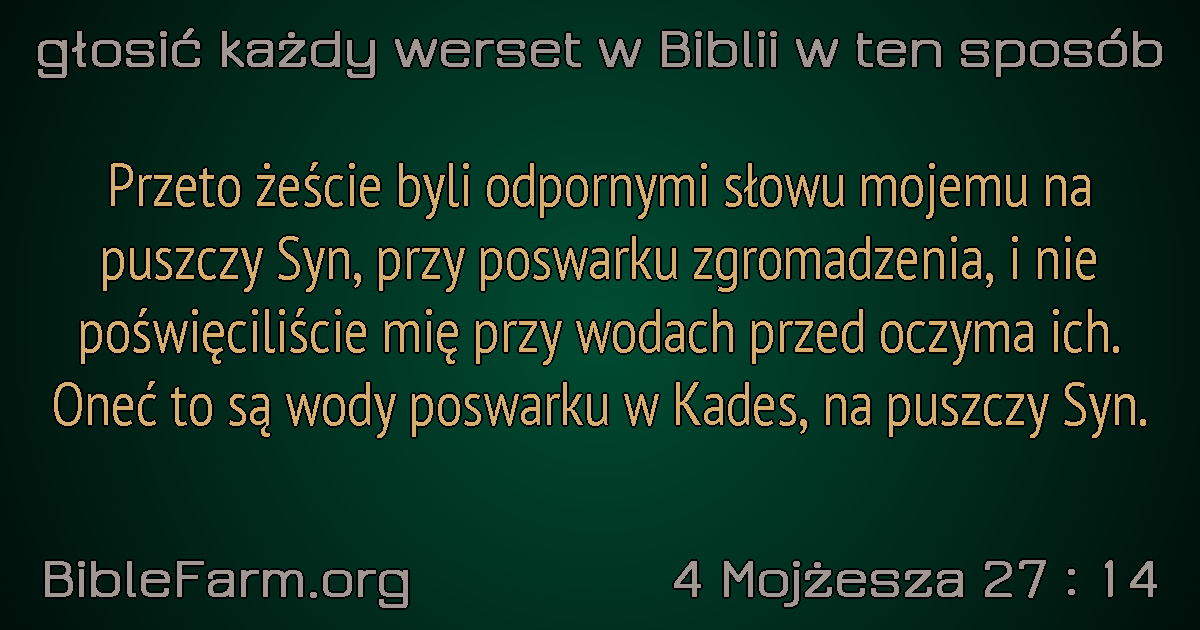 głosić każdy werset w Biblii w ten sposób
Przeto żeście byli odpornymi słowu mojemu na
puszczy Syn, przy poswarku zgromadzenia, i nie
poświęciliście mię przy wodach przed oczyma ich.
Oneć to są wody poswarku w Kades, na puszczy Syn.
BibleFarm.org
4 Mojżesza 27 : 14